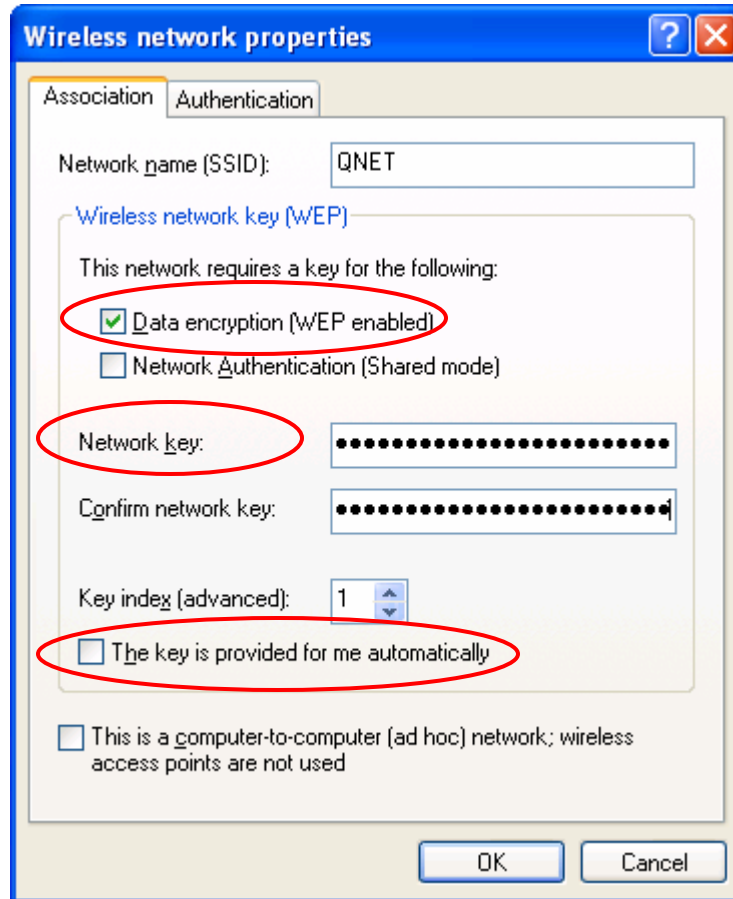 Wireless network properties
Association
Authentication
Network name (SSID):
QNET
Wireless network key (WEP)
This network requires a key for the following:
Data encryption (WEP enabled)
Network Authentication (Shared mode)
Network key:
●●●●●●●●●●●●●●●●●●●●●●●●●●
Confirm network key:
●●●●●●●●●●●●●●●●●●●●●●●●●●
Key index (advanced):
1
The key is provided for me automatically
This is a computer-to-computer (ad hoc) network; wireless
access points are not used
OK
Cancel